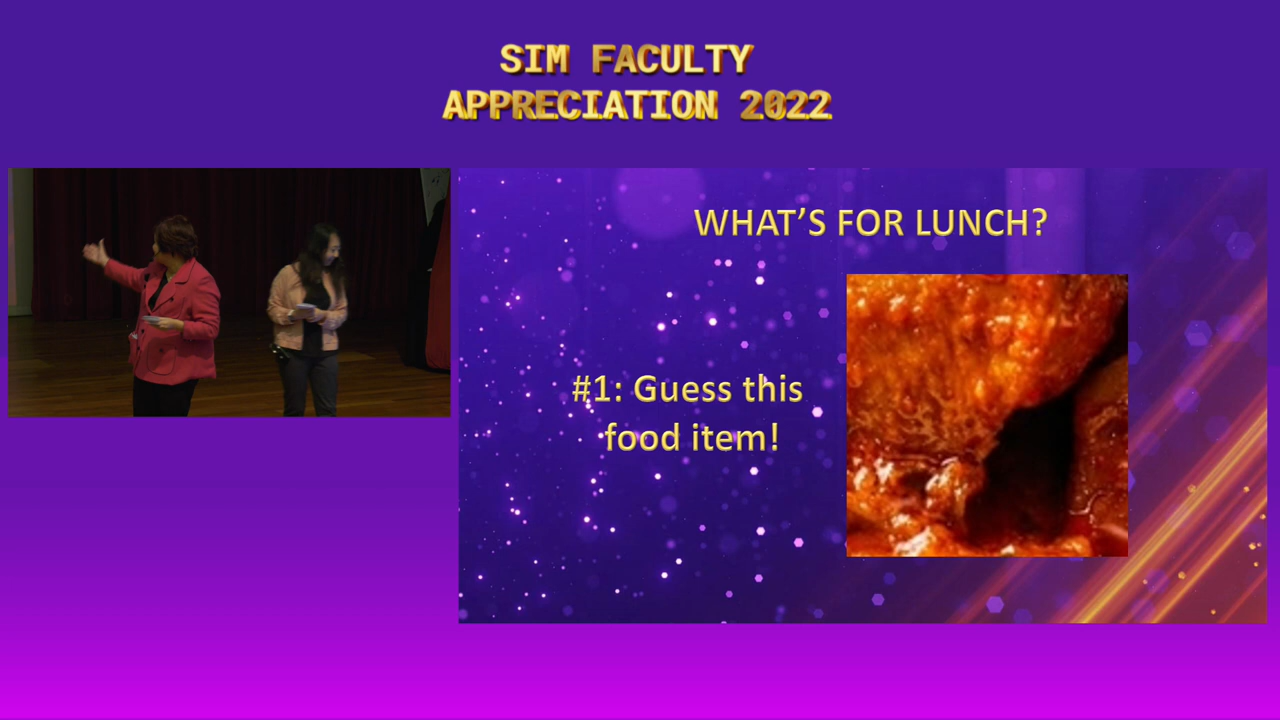 SIM FACULTY
APPRECIATION 2022
WHAT'S FOR LUNCH?
#1: Guess this
food item!